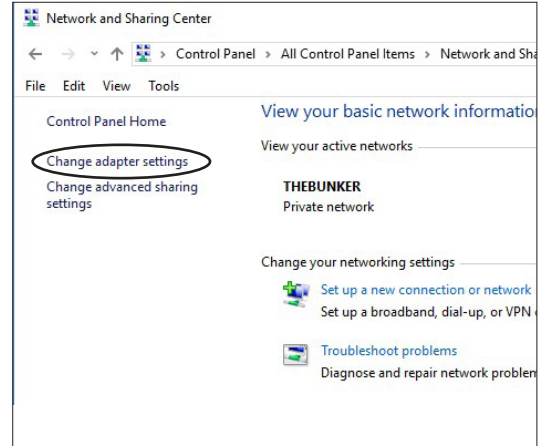 Network and Sharing Center
Control Panel > All Control Panel Items > Network and Sha
File Edit View Tools
Control Panel Home
Change adapter settings
Change advanced sharing
settings
View your basic network informatio
View your active networks
THEBUNKER
Private network
Change your networking settings
Set up a new connection or network
Set up a broadband, dial-up, or VPN
Troubleshoot problems
Diagnose and repair network problem